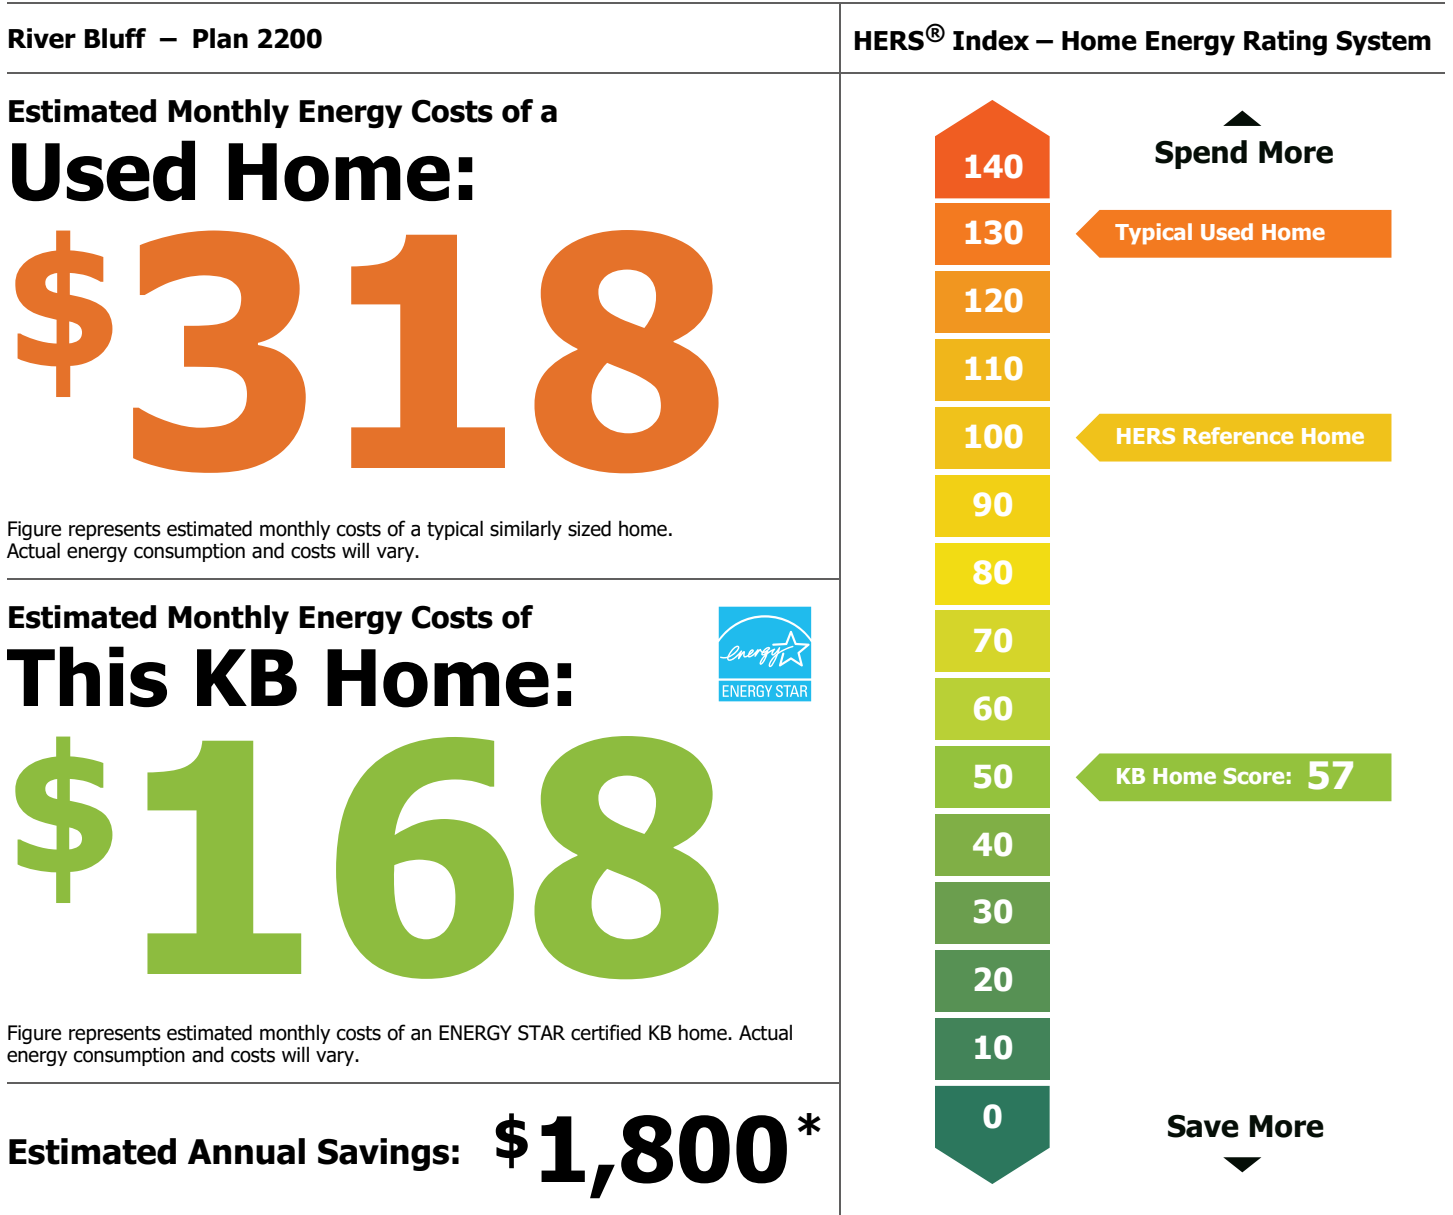 River Bluff – Plan 2200
Estimated Monthly Energy Costs of a
Used Home:
$318
Figure represents estimated monthly costs of a typical similarly sized home.
Actual energy consumption and costs will vary.
Estimated Monthly Energy Costs of
This KB Home:
energy
ENERGY STAR
$168
Figure represents estimated monthly costs of an ENERGY STAR certified KB home. Actual
energy consumption and costs will vary.
Estimated Annual Savings: $1,800*
HERS® Index – Home Energy Rating System
Spend More
140
130
Typical Used Home
120
110
100
HERS Reference Home
90
80
70
60
50
KB Home Score: 57
40
30
20
10
0
Save More